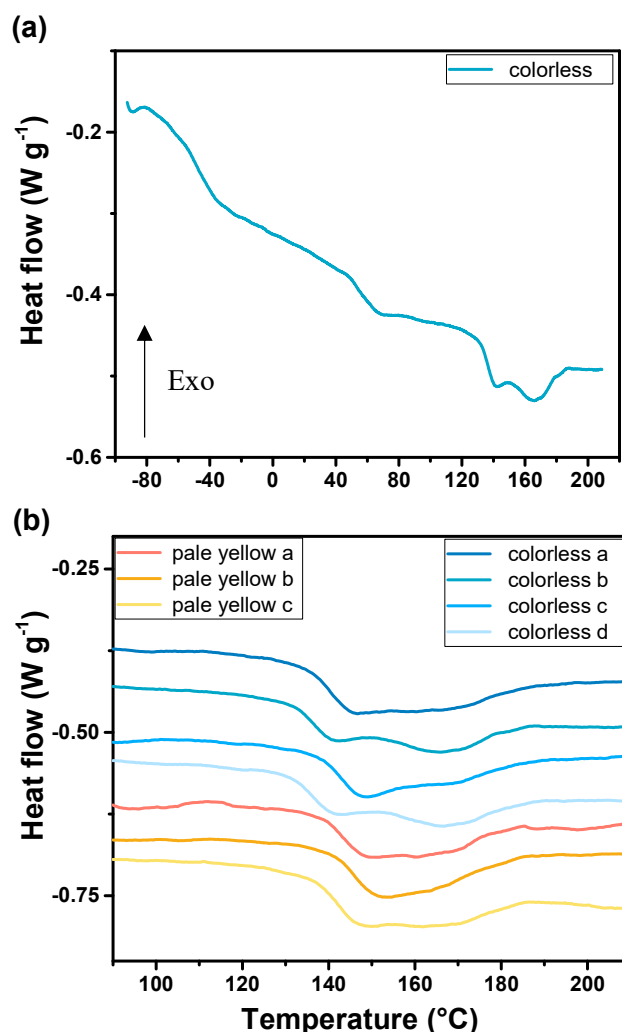 (a)
colorless
-0.2
-0.4
-0.6
Heat flow (W g⁻¹)
Exo
-80 -40 0 40 80 120 160 200
(b)
pale yellow a
pale yellow b
pale yellow c
colorless a
colorless b
colorless c
colorless d
-0.25
-0.50
-0.75
Heat flow (W g⁻¹)
100 120 140 160 180 200
Temperature (°C)